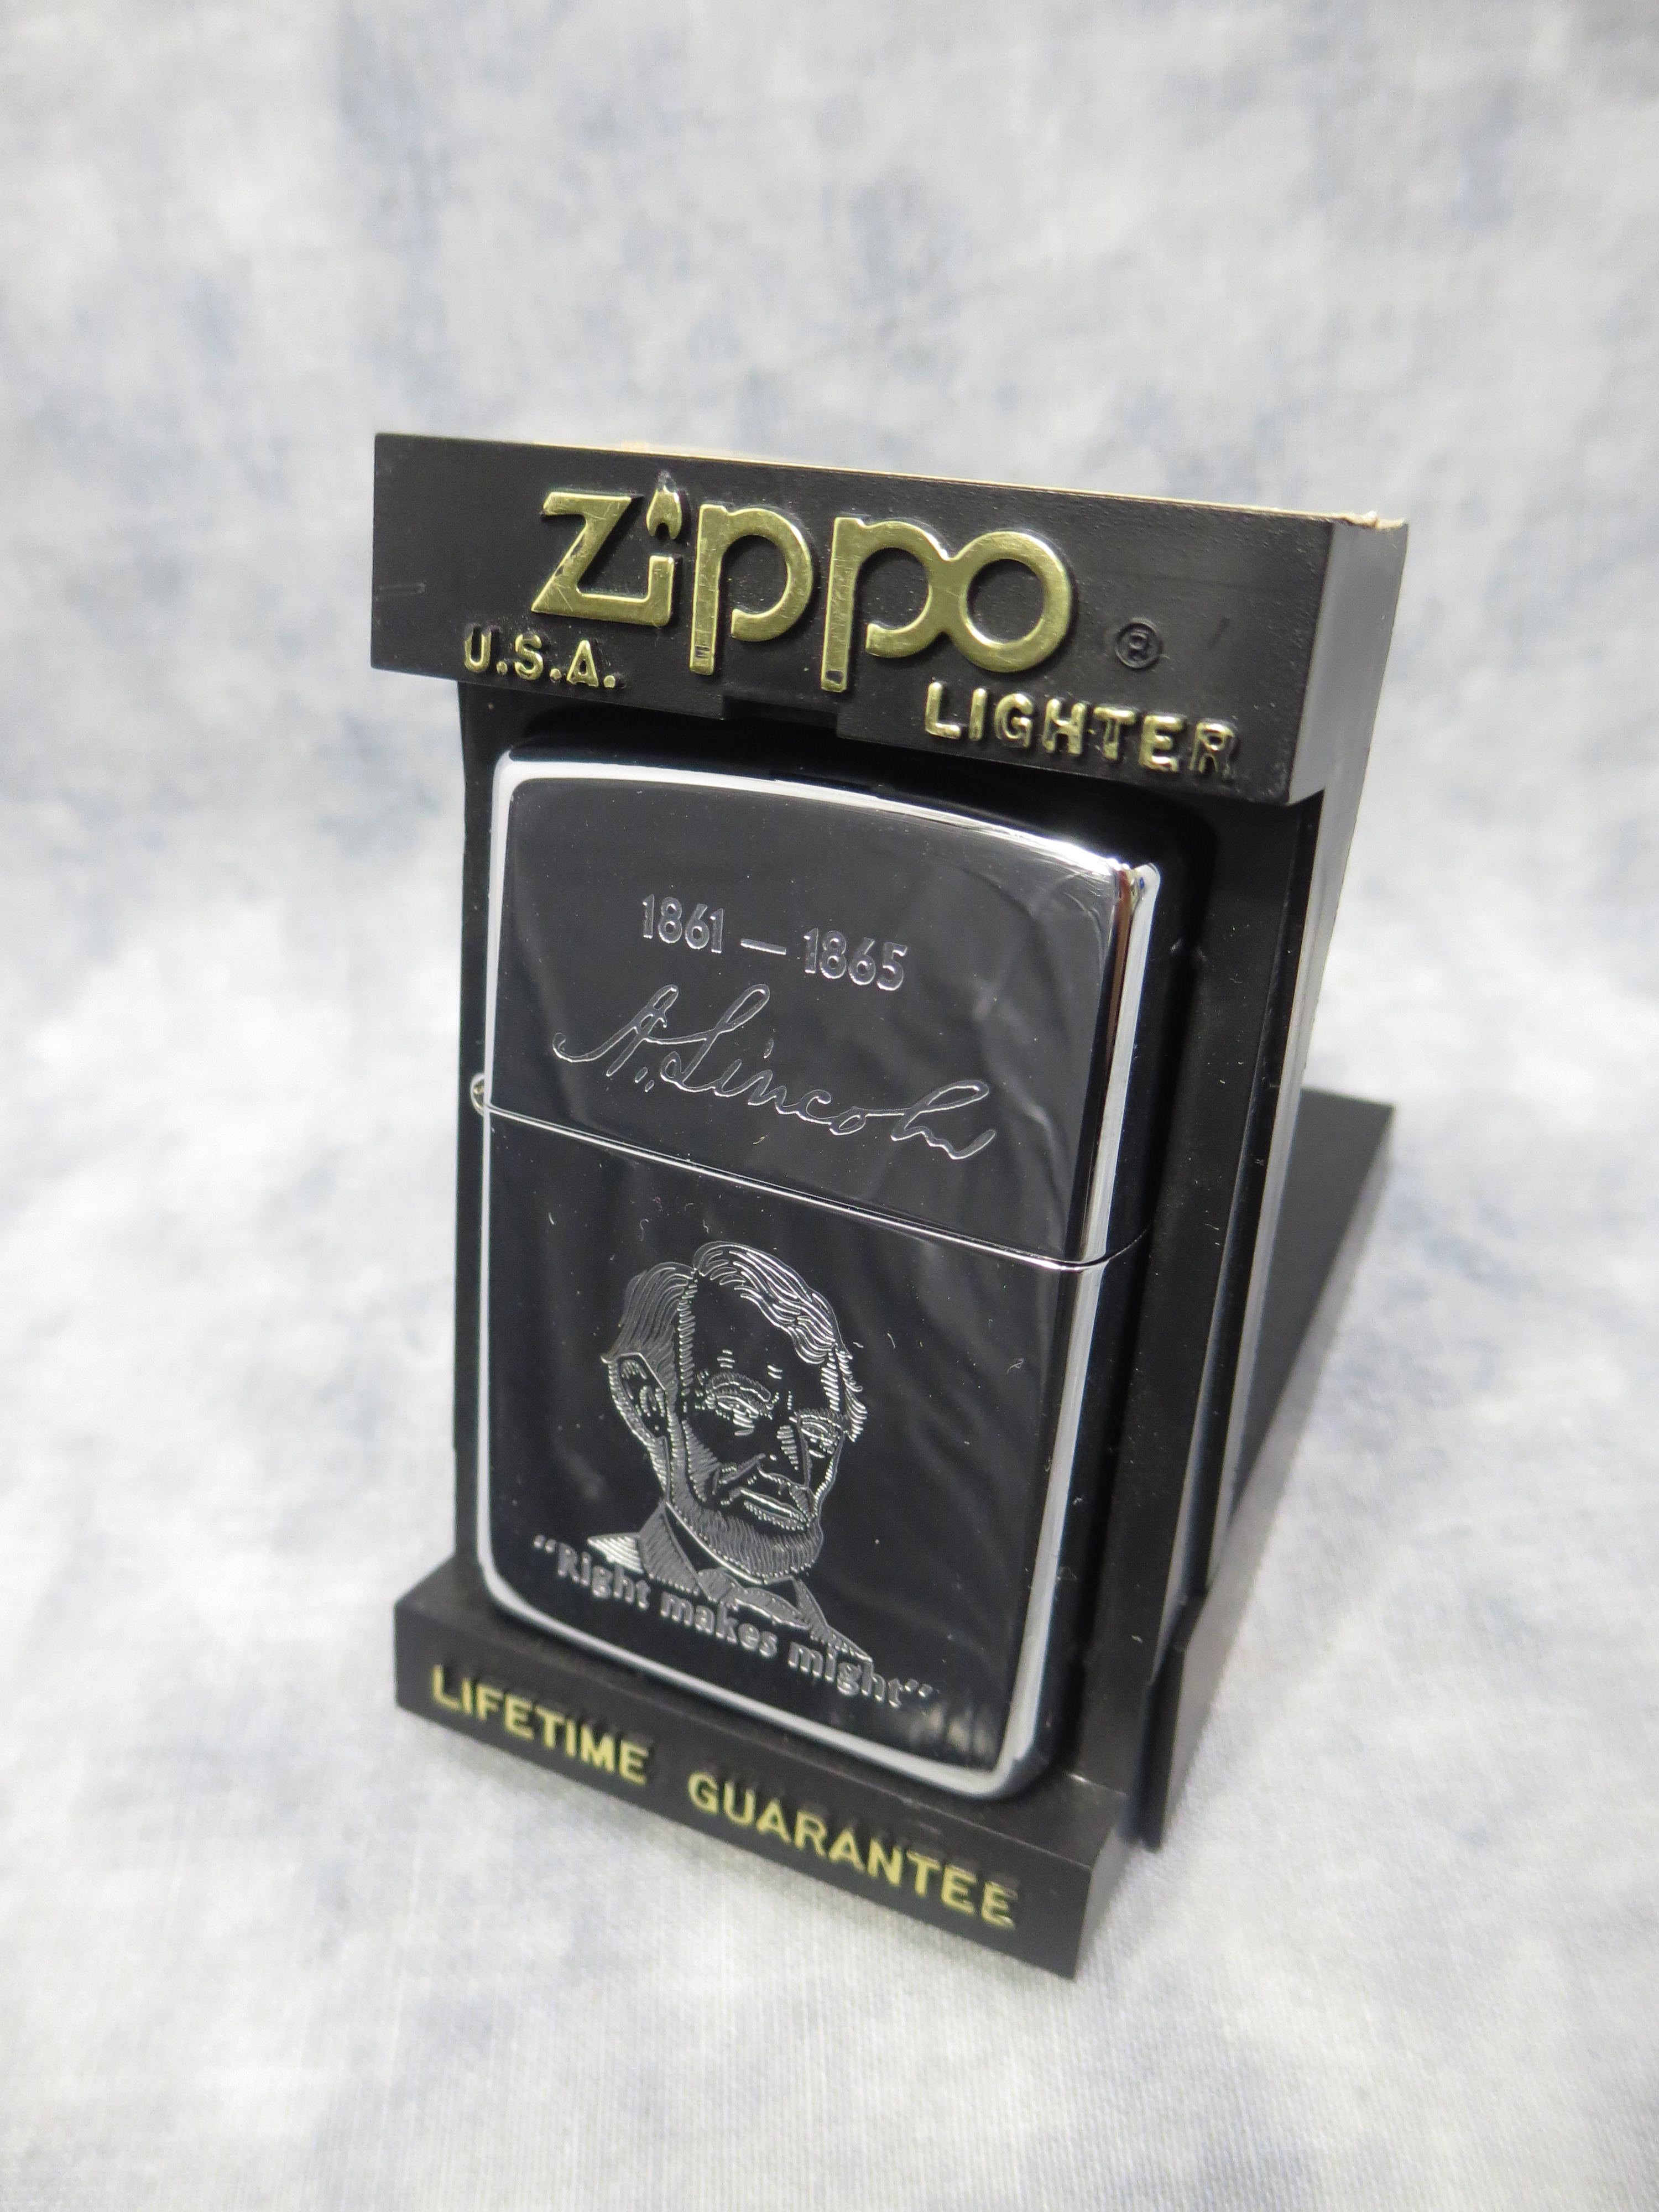 Zippo ®
U.S.A. LIGHTER
1861 — 1865
A. Lincoln
“Right makes might”
LIFETIME GUARANTEE